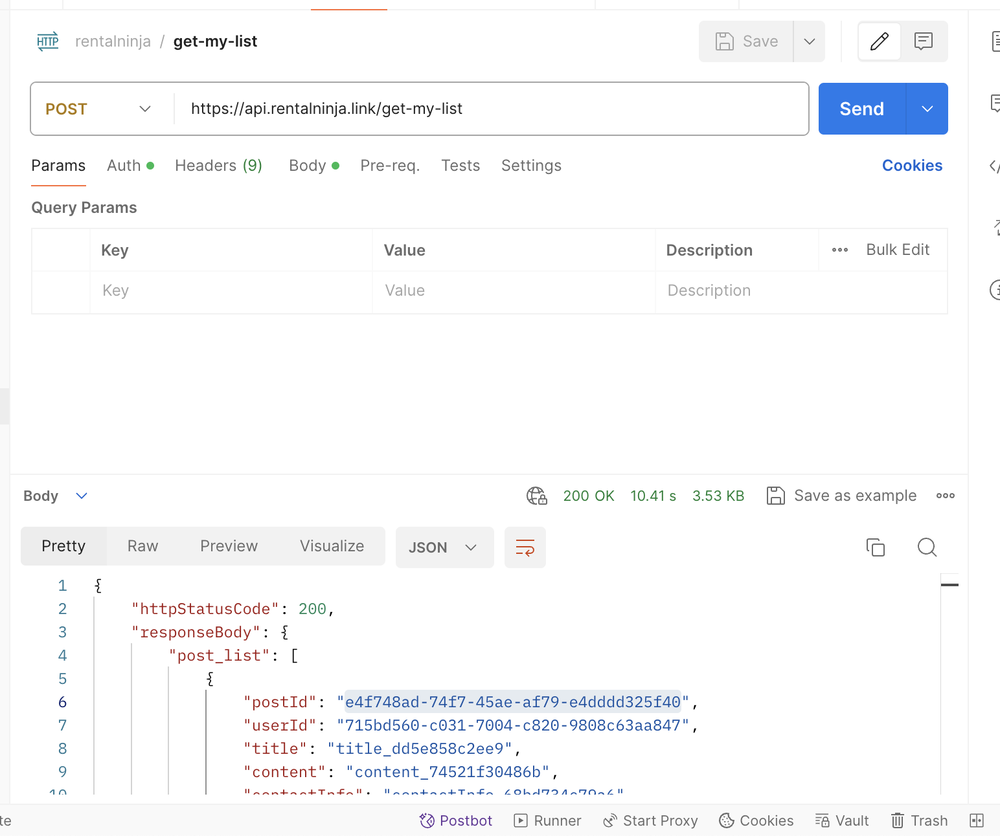 HTTP rentalninja / get-my-list Save
POST https://api.rentalninja.link/get-my-list Send
Params Auth Headers (9) Body Pre-req. Tests Settings Cookies
Query Params
Key Value Description Bulk Edit
Key Value Description
Body 200 OK 10.41 s 3.53 KB Save as example
Pretty Raw Preview Visualize JSON
1 {
2 "httpStatusCode": 200,
3 "responseBody": {
4 "post_list": [
5 {
6 "postId": "e4f748ad-74f7-45ae-af79-e4dddd325f40",
7 "userId": "715bd560-c031-7004-c820-9808c63aa847",
8 "title": "title_dd5e858c2ee9",
9 "content": "content_74521f30486b",
10 "contactInfo": "contactInfo_68bd734c79a6"
te Postbot Runner Start Proxy Cookies Vault Trash